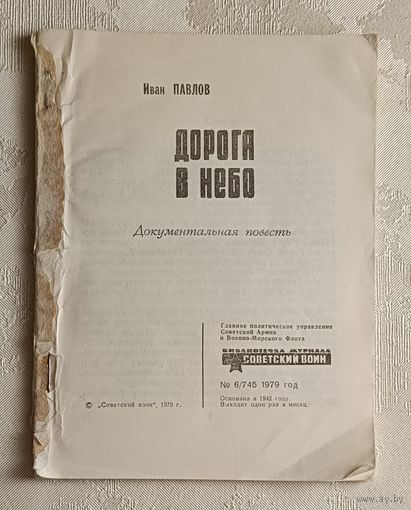 Иван ПАВЛОВ
ДОРОГА
В НЕБО
Документальная повесть
Главное политическое управление
Советской Армии
и Военно-Морского Флота
БИБЛИОТЕЧКА ЖУРНАЛА
СОВЕТСКИЙ ВОИН
№ 6/745 1979 год
Основана в 1942 году.
Выходит один раз в месяц.
© „Советский воин“, 1979 г.
ay.by